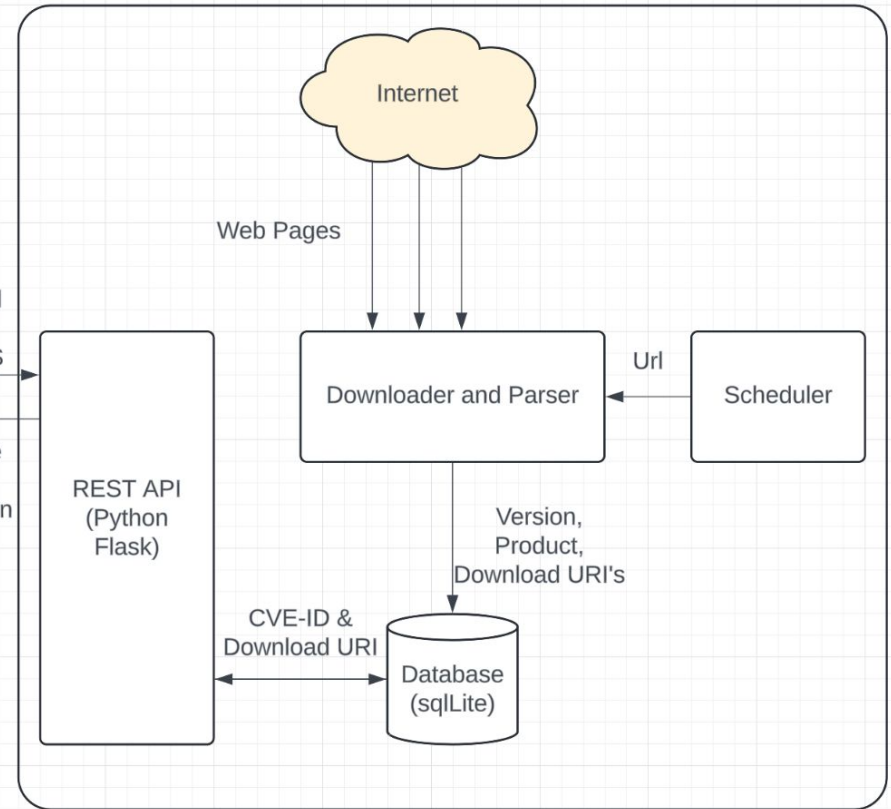 Internet
Web Pages
Url
Downloader and Parser
Scheduler
REST API
(Python
Flask)
Version,
Product,
Download URI's
CVE-ID &
Download URI
Database
(sqlLite)